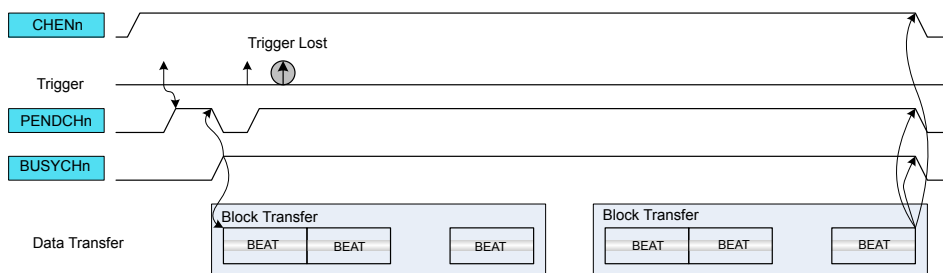 CHENn
Trigger Lost
Trigger
PENDCHn
BUSYCHn
Block Transfer
Block Transfer
Data Transfer
BEAT
BEAT
BEAT
BEAT
BEAT
BEAT